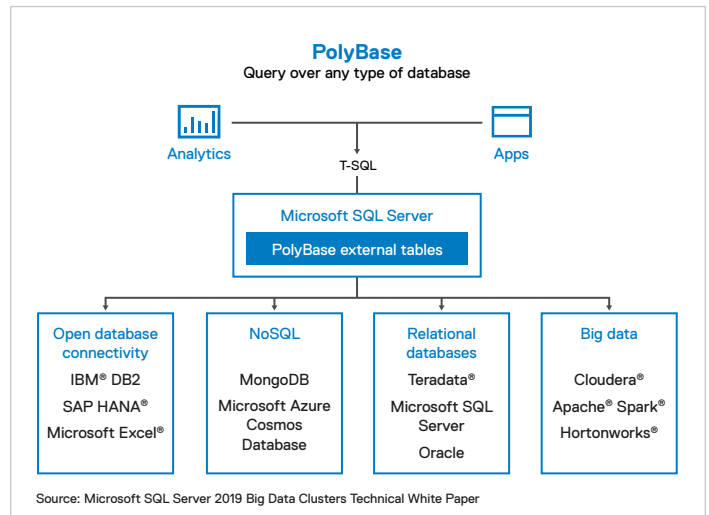 PolyBase
Query over any type of database
Analytics
Apps
T-SQL
Microsoft SQL Server
PolyBase external tables
Open database
connectivity
IBM® DB2
SAP HANA®
Microsoft Excel®
NoSQL
MongoDB
Microsoft Azure
Cosmos
Database
Relational
databases
Teradata®
Microsoft SQL
Server
Oracle
Big data
Cloudera®
Apache® Spark®
Hortonworks®
Source: Microsoft SQL Server 2019 Big Data Clusters Technical White Paper